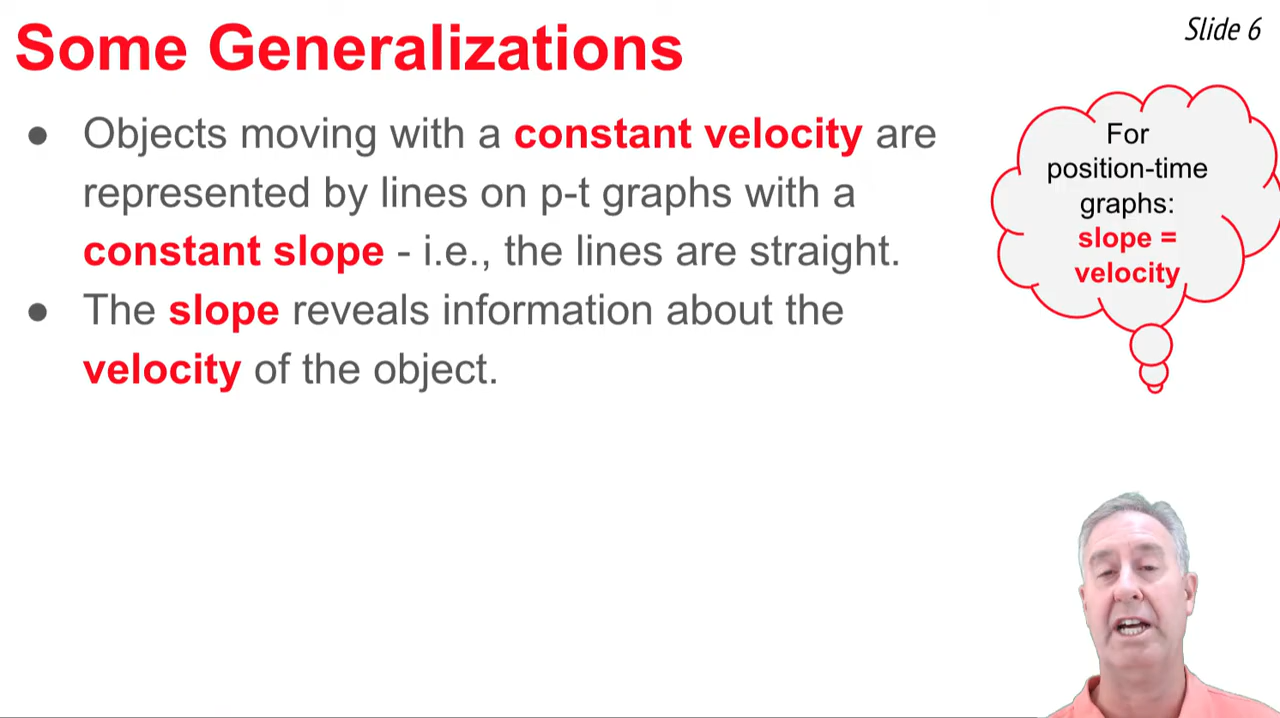 Some Generalizations
Slide 6
● Objects moving with a constant velocity are
represented by lines on p-t graphs with a
constant slope - i.e., the lines are straight.
● The slope reveals information about the
velocity of the object.
For
position-time
graphs:
slope =
velocity